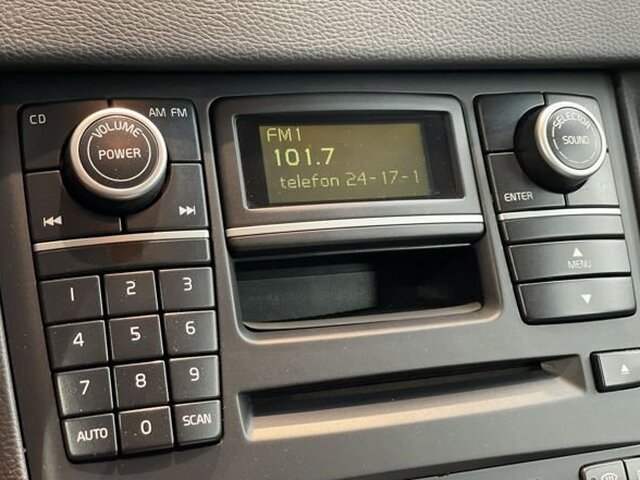 CD
AM FM
VOLUME
POWER
FM1
101.7
telefon 24-17-1
SELECTOR
SOUND
ENTER
MENU
1 2 3
4 5 6
7 8 9
AUTO 0 SCAN